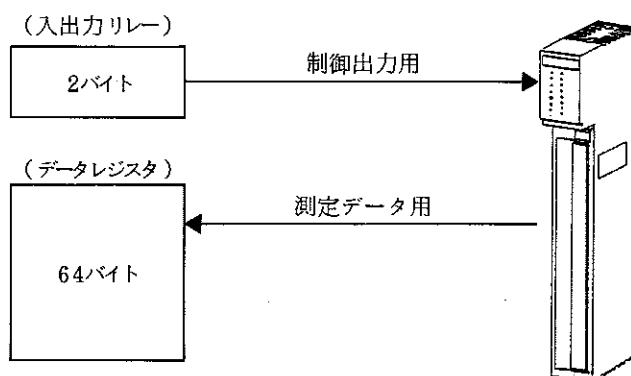 (入出力リレー)
2バイト
制御出力用
(データレジスタ)
64バイト
測定データ用